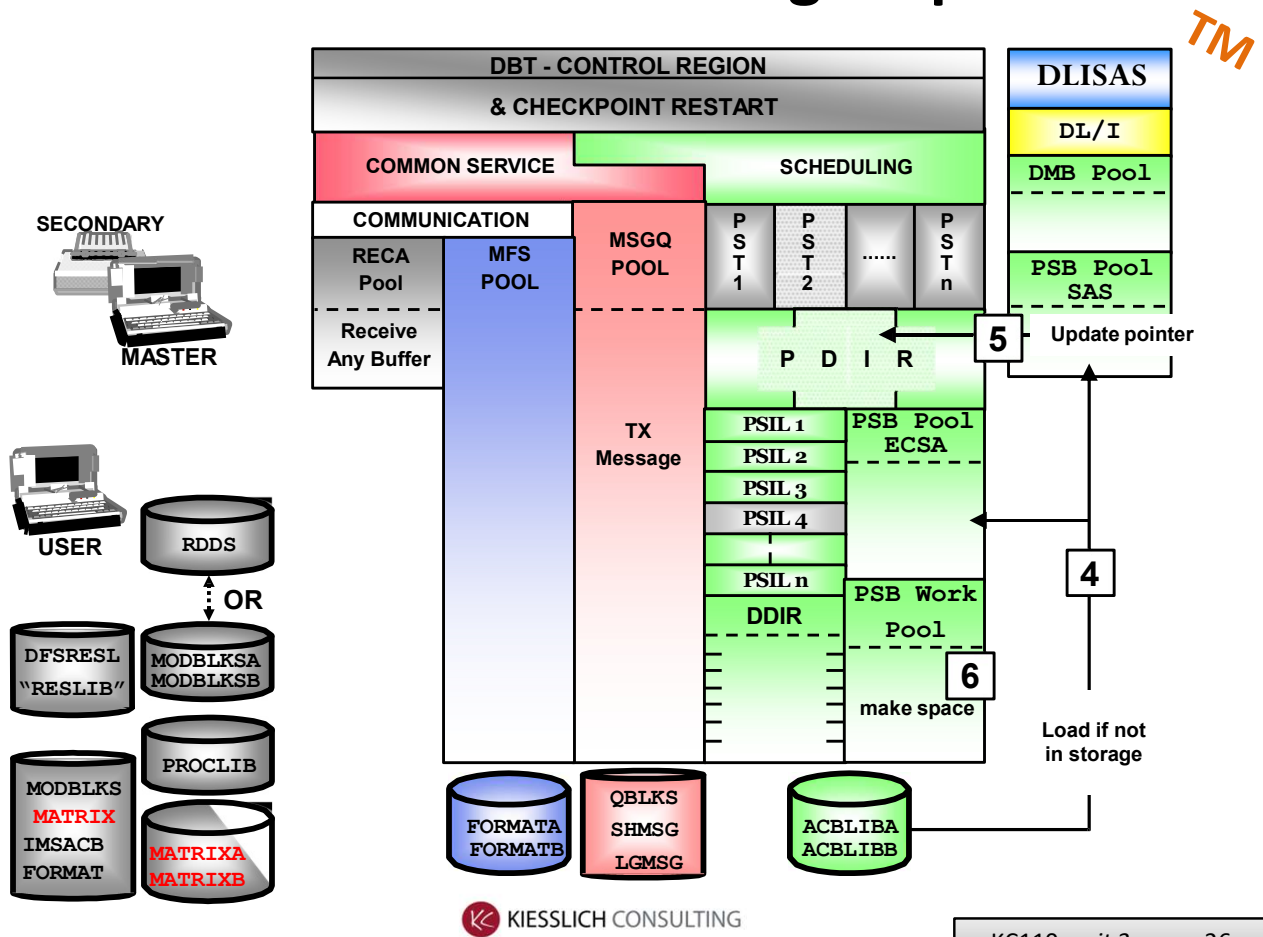 TM
DBT - CONTROL REGION
& CHECKPOINT RESTART
COMMON SERVICE
SCHEDULING
COMMUNICATION
RECA
Pool
MFS
POOL
MSGQ
POOL
P
S
T
1
P
S
T
2
......
P
S
T
n
Receive
Any Buffer
P D I R
5
Update pointer
DLISAS
DL/I
DMB Pool
PSB Pool
SAS
SECONDARY
MASTER
USER
TX
Message
PSIL 1
PSIL 2
PSIL 3
PSIL 4
PSIL n
DDIR
PSB Pool
ECSA
PSB Work
Pool
6
make space
4
Load if not
in storage
RDDS
OR
DFSRESL
"RESLIB"
MODBLKSA
MODBLKSB
PROCLIB
MODBLKS
MATRIX
IMSACB
FORMAT
MATRIXA
MATRIXB
FORMATA
FORMATB
QBLKS
SHMSG
LGMSG
ACBLIBA
ACBLIBB
KC KIESSLICH CONSULTING